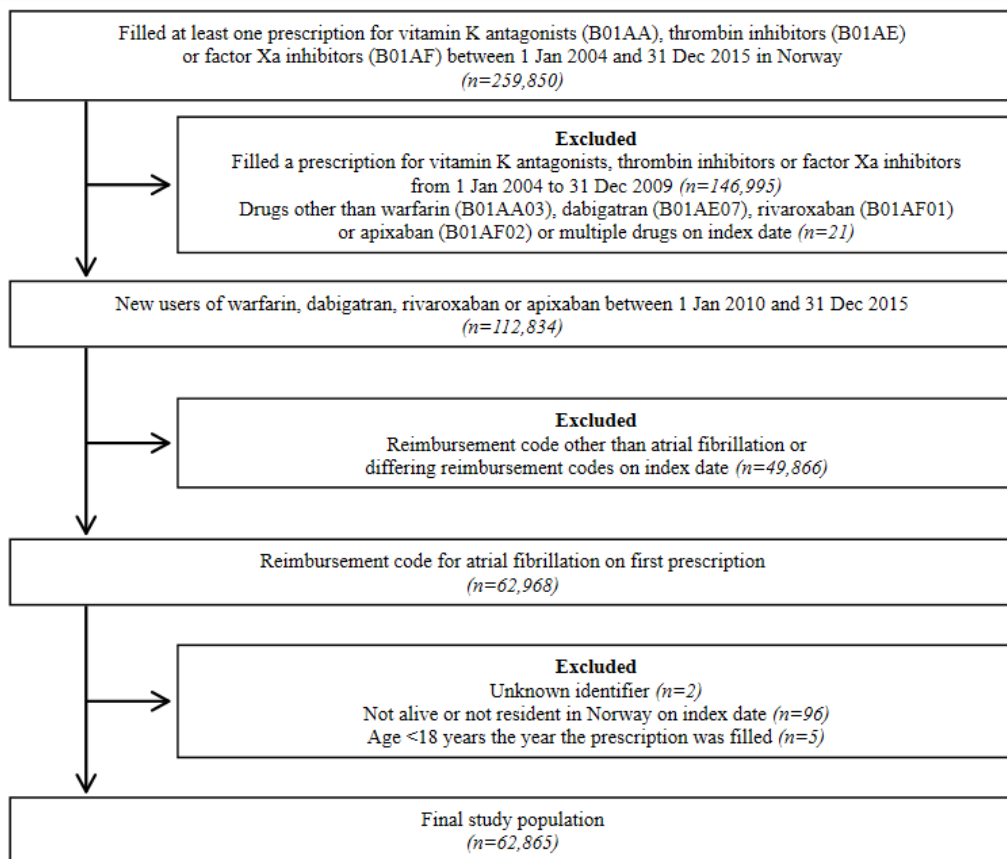 Filled at least one prescription for vitamin K antagonists (B01AA), thrombin inhibitors (B01AE)
or factor Xa inhibitors (B01AF) between 1 Jan 2004 and 31 Dec 2015 in Norway
(n=259,850)
Excluded
Filled a prescription for vitamin K antagonists, thrombin inhibitors or factor Xa inhibitors
from 1 Jan 2004 to 31 Dec 2009 (n=146,995)
Drugs other than warfarin (B01AA03), dabigatran (B01AE07), rivaroxaban (B01AF01)
or apixaban (B01AF02) or multiple drugs on index date (n=21)
New users of warfarin, dabigatran, rivaroxaban or apixaban between 1 Jan 2010 and 31 Dec 2015
(n=112,834)
Excluded
Reimbursement code other than atrial fibrillation or
differing reimbursement codes on index date (n=49,866)
Reimbursement code for atrial fibrillation on first prescription
(n=62,968)
Excluded
Unknown identifier (n=2)
Not alive or not resident in Norway on index date (n=96)
Age <18 years the year the prescription was filled (n=5)
Final study population
(n=62,865)